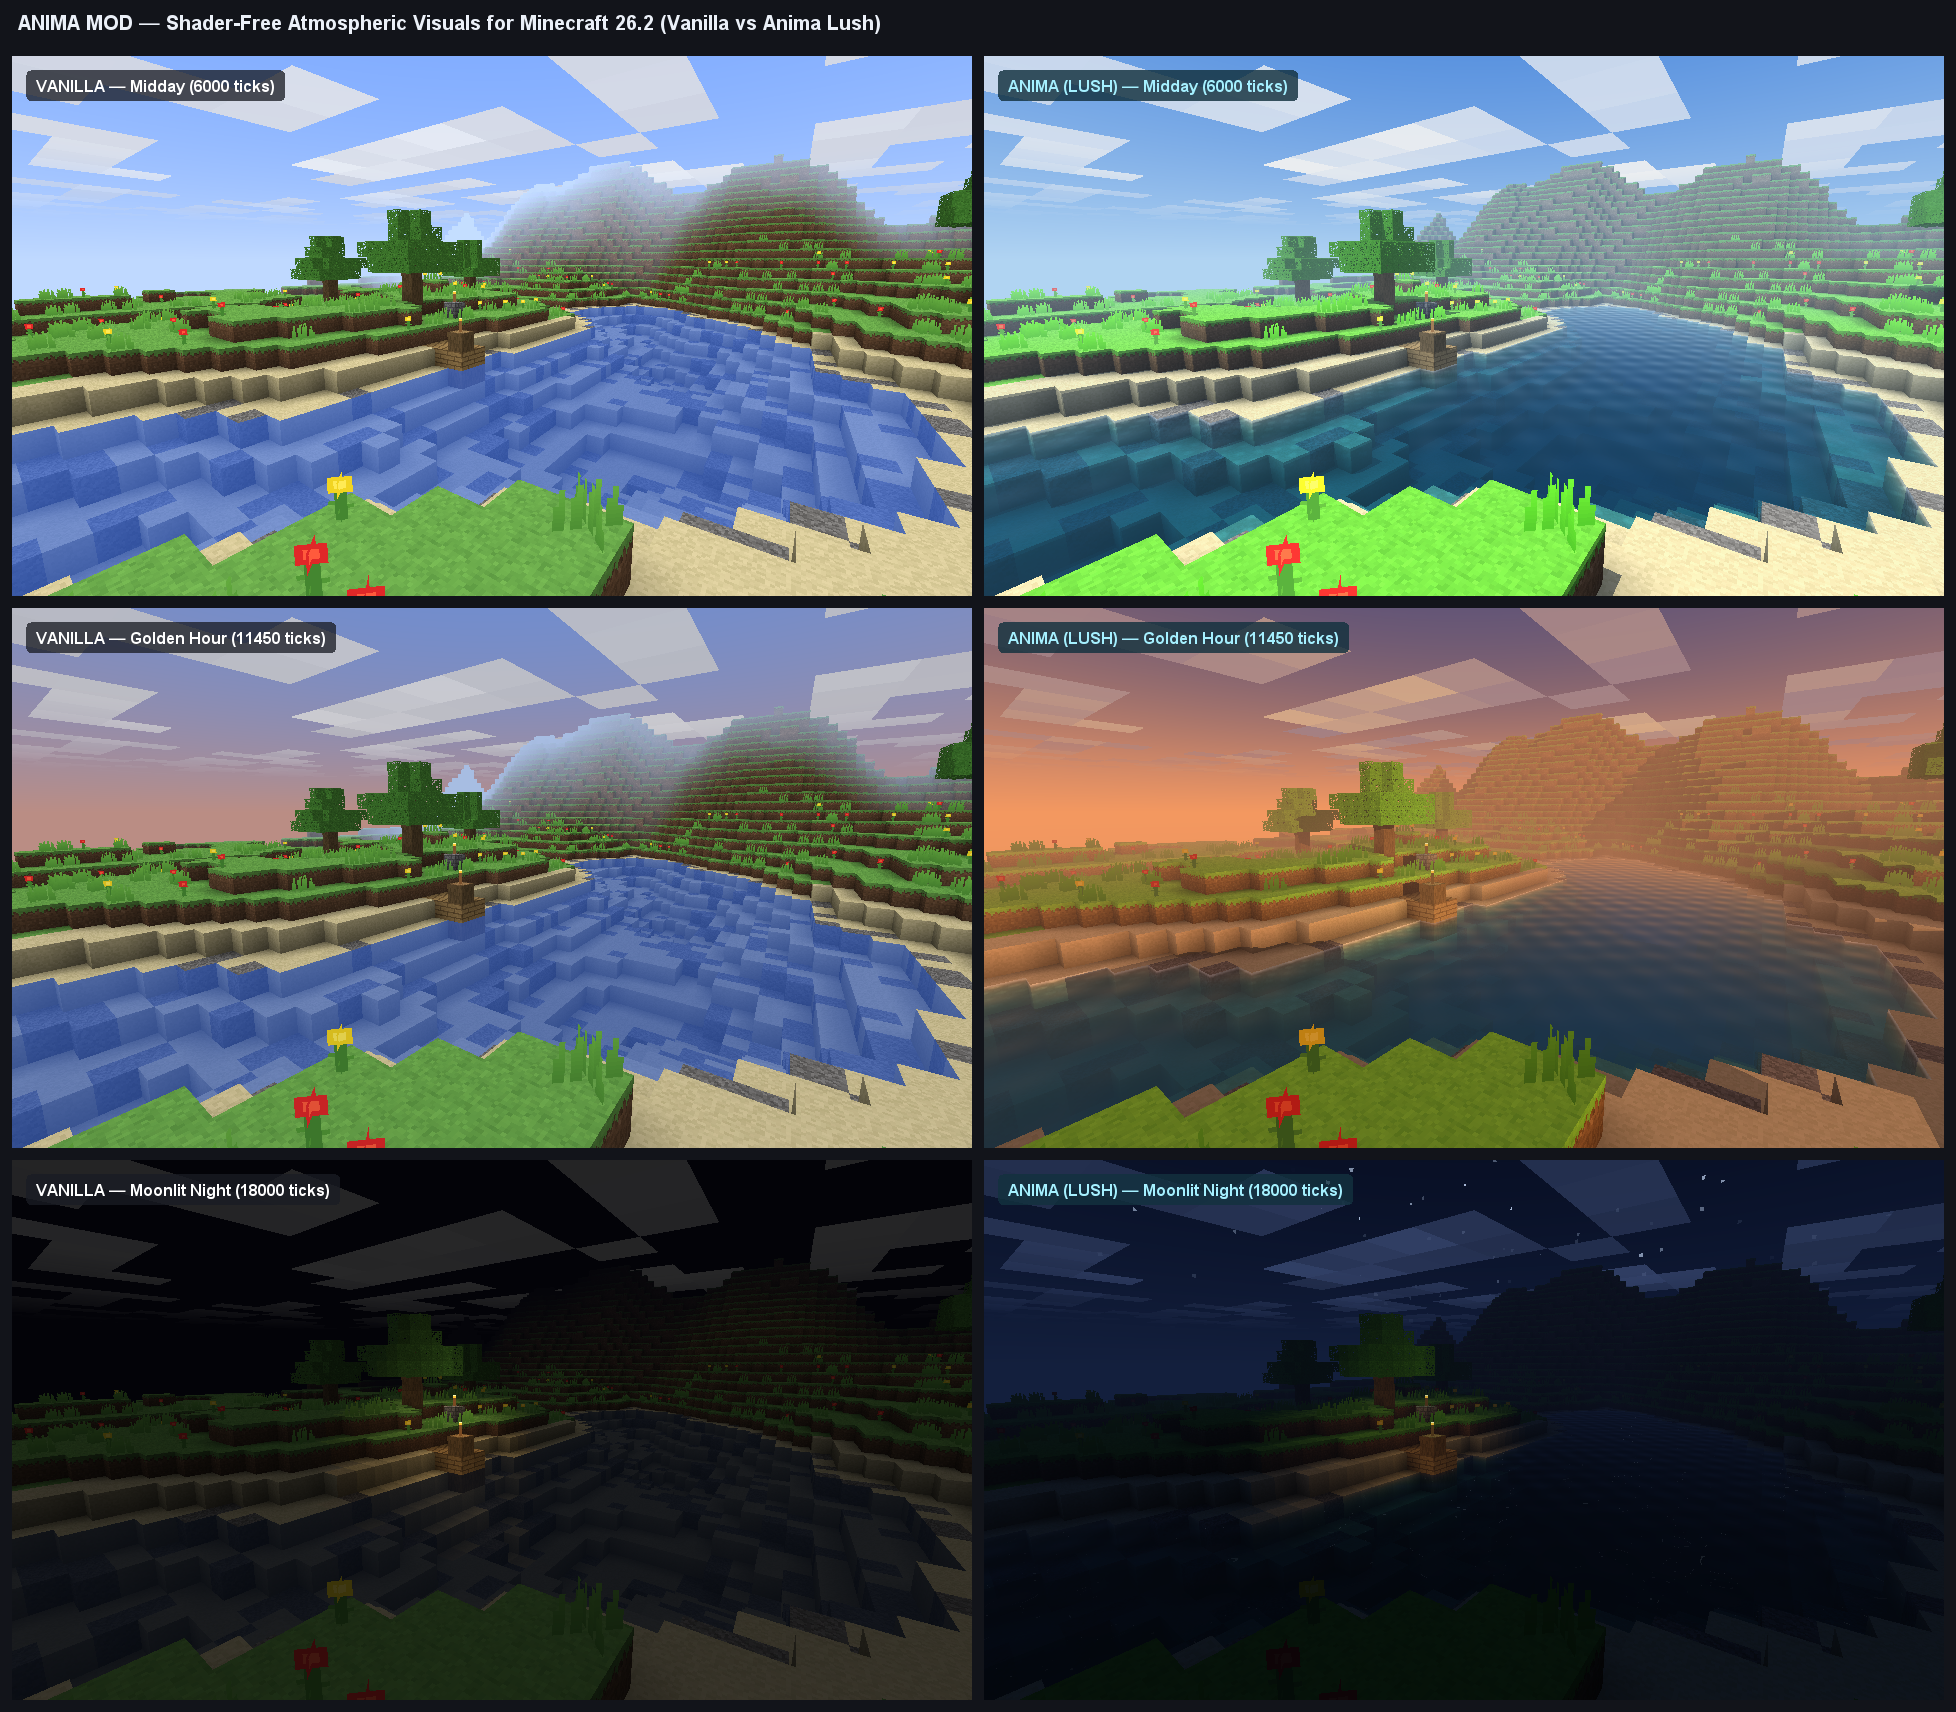 ANIMA MOD — Shader-Free Atmospheric Visuals for Minecraft 26.2 (Vanilla vs Anima Lush)
VANILLA — Midday (6000 ticks)
ANIMA (LUSH) — Midday (6000 ticks)
VANILLA — Golden Hour (11450 ticks)
ANIMA (LUSH) — Golden Hour (11450 ticks)
VANILLA — Moonlit Night (18000 ticks)
ANIMA (LUSH) — Moonlit Night (18000 ticks)